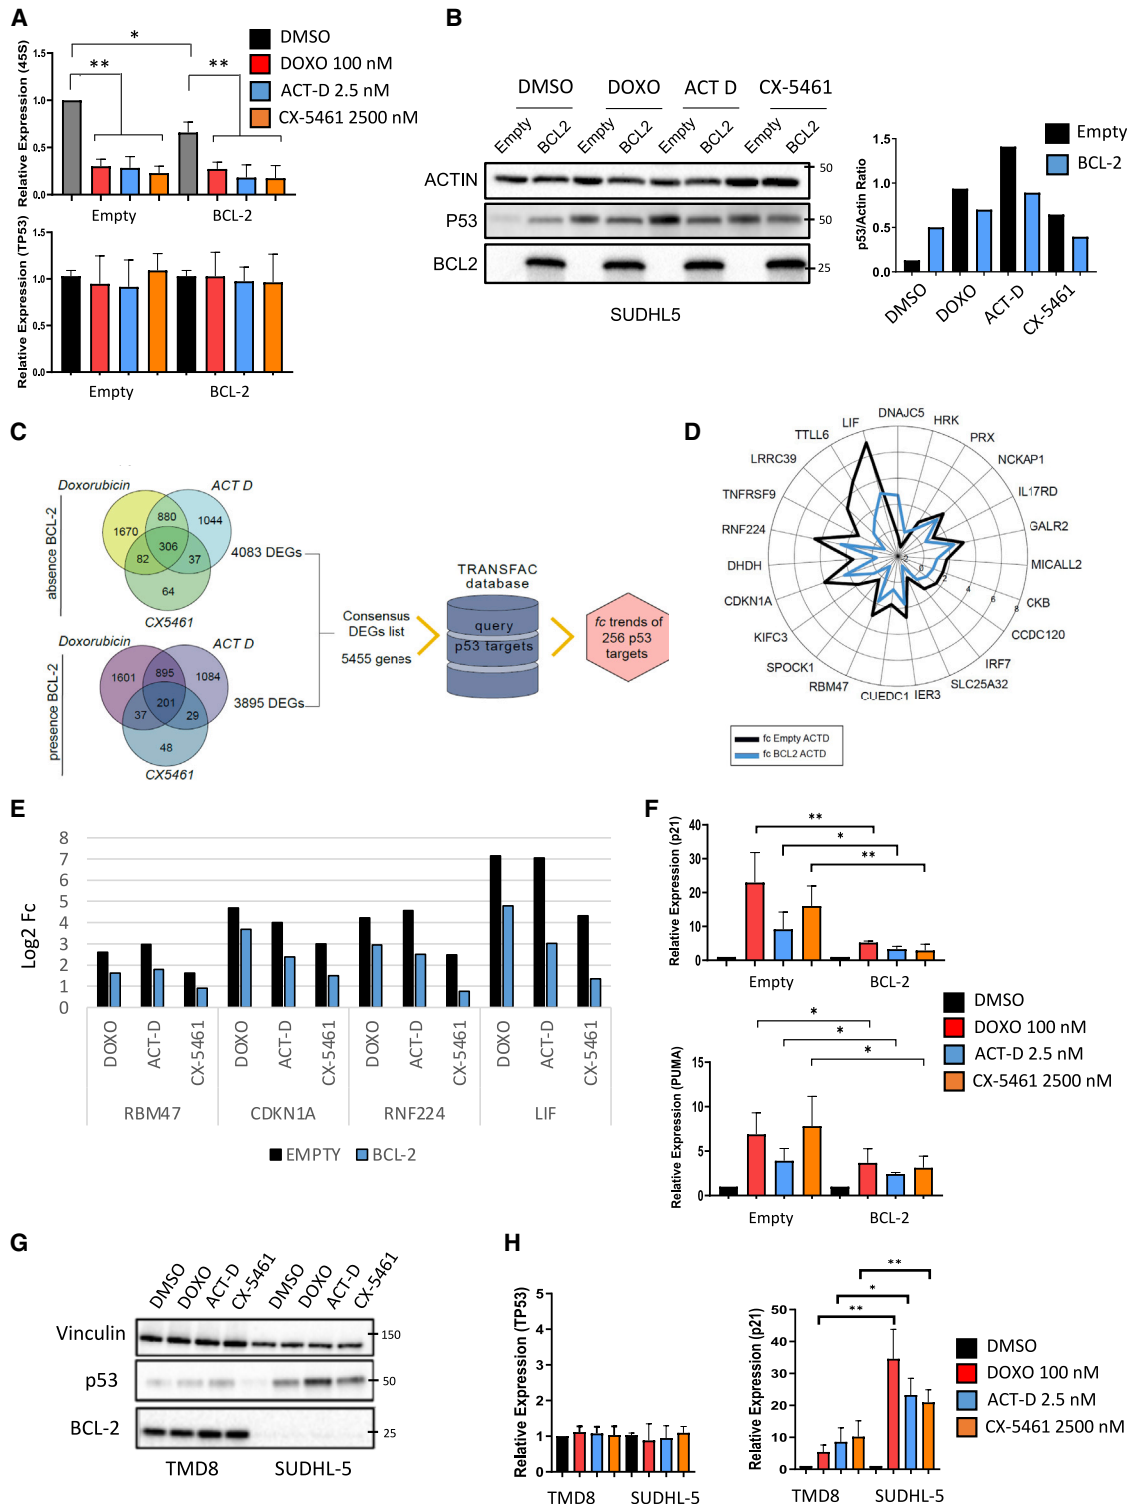 A
Relative Expression (45S)
1.5
1.0
0.5
0.0
*
**
**
Empty
BCL-2
DMSO
DOXO 100 nM
ACT-D 2.5 nM
CX-5461 2500 nM
Relative Expression (TP53)
1.5
1.0
0.5
0.0
Empty
BCL-2
B
DMSO
DOXO
ACT D
CX-5461
Empty
BCL2
Empty
BCL2
Empty
BCL2
Empty
BCL2
ACTIN
50
P53
50
BCL2
25
SUDHL5
p53/Actin Ratio
1.5
1.0
0.5
0.0
DMSO
DOXO
ACT-D
CX-5461
Empty
BCL-2
C
absence BCL-2
Doxorubicin
ACT D
1670
880
1044
306
82
37
64
CX5461
4083 DEGs
presence BCL-2
Doxorubicin
ACT D
1601
895
1084
201
37
29
48
CX5461
3895 DEGs
Consensus
DEGs list
5455 genes
TRANSFAC
database
query
p53 targets
fc trends of
256 p53
targets
D
DNAJC5
HRK
PRX
NCKAP1
IL17RD
GALR2
MICALL2
CKB
CCDC120
IRF7
SLC25A32
IER3
CUEDC1
RBM47
SPOCK1
KIFC3
CDKN1A
DHDH
RNF224
TNFRSF9
LRRC39
TTLL6
LIF
-2
0
2
4
6
8
fc Empty ACTD
fc BCL2 ACTD
E
Log2 Fc
8
7
6
5
4
3
2
1
0
DOXO
ACT-D
CX-5461
DOXO
ACT-D
CX-5461
DOXO
ACT-D
CX-5461
DOXO
ACT-D
CX-5461
RBM47
CDKN1A
RNF224
LIF
EMPTY
BCL-2
F
Relative Expression (p21)
40
30
20
10
0
**
*
**
Empty
BCL-2
Relative Expression (PUMA)
15
10
5
0
*
*
*
Empty
BCL-2
DMSO
DOXO 100 nM
ACT-D 2.5 nM
CX-5461 2500 nM
G
DMSO
DOXO
ACT-D
CX-5461
DMSO
DOXO
ACT-D
CX-5461
Vinculin
150
p53
50
BCL-2
25
TMD8
SUDHL-5
H
Relative Expression (TP53)
5
4
3
2
1
0
TMD8
SUDHL-5
Relative Expression (p21)
50
40
30
20
10
0
**
*
**
TMD8
SUDHL-5
DMSO
DOXO 100 nM
ACT-D 2.5 nM
CX-5461 2500 nM